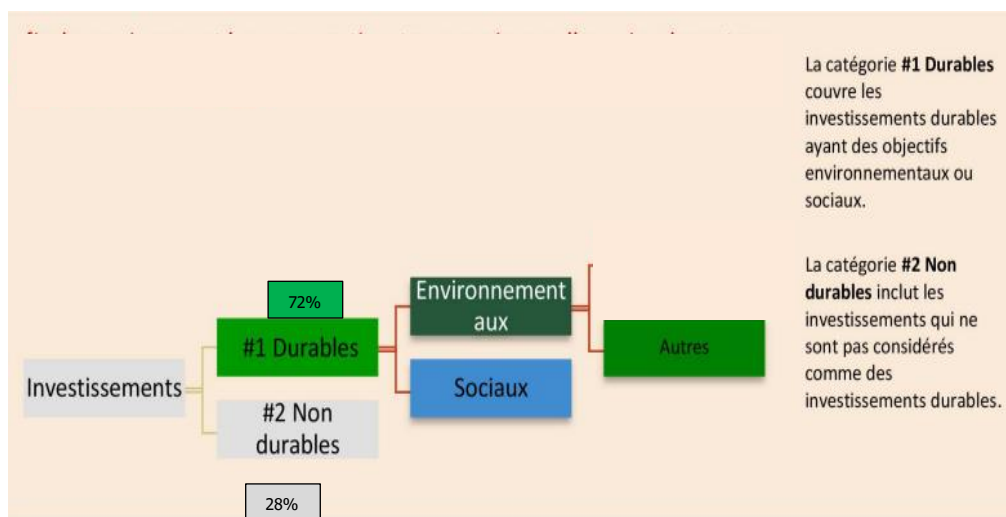 La catégorie #1 Durables
couvre les
investissements durables
ayant des objectifs
environnementaux ou
sociaux.
La catégorie #2 Non
durables inclut les
investissements qui ne
sont pas considérés
comme des
investissements durables.
72%
Environnement
aux
#1 Durables
Autres
Investissements
Sociaux
#2 Non
durables
28%